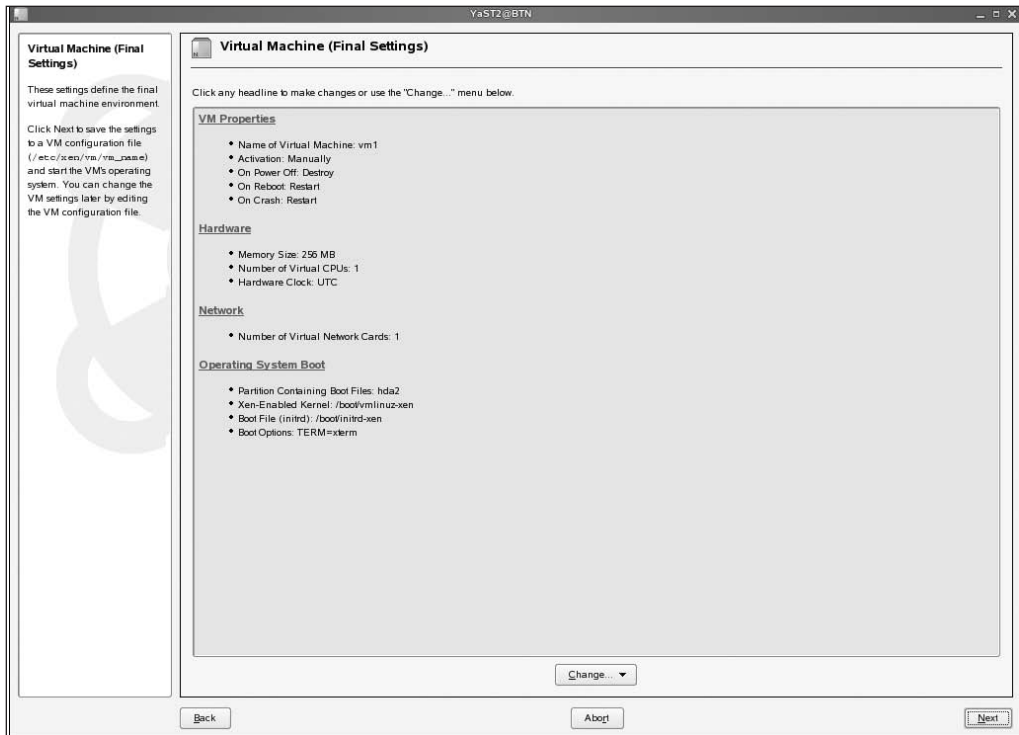 YaST2@BTN
Virtual Machine (Final
Settings)
These settings define the final
virtual machine environment.
Click Next to save the settings
to a VM configuration file
(/etc/xen/vm/vm_name)
and start the VM's operating
system. You can change the
VM settings later by editing
the VM configuration file.
Virtual Machine (Final Settings)
Click any headline to make changes or use the "Change..." menu below.
VM Properties
• Name of Virtual Machine: vm1
• Activation: Manually
• On Power Off: Destroy
• On Reboot: Restart
• On Crash: Restart
Hardware
• Memory Size: 256 MB
• Number of Virtual CPUs: 1
• Hardware Clock: UTC
Network
• Number of Virtual Network Cards: 1
Operating System Boot
• Partition Containing Boot Files: hda2
• Xen-Enabled Kernel: /boot/vmlinuz-xen
• Boot File (initrd): /boot/initrd-xen
• Boot Options: TERM=xterm
Change...
Back
Abort
Next